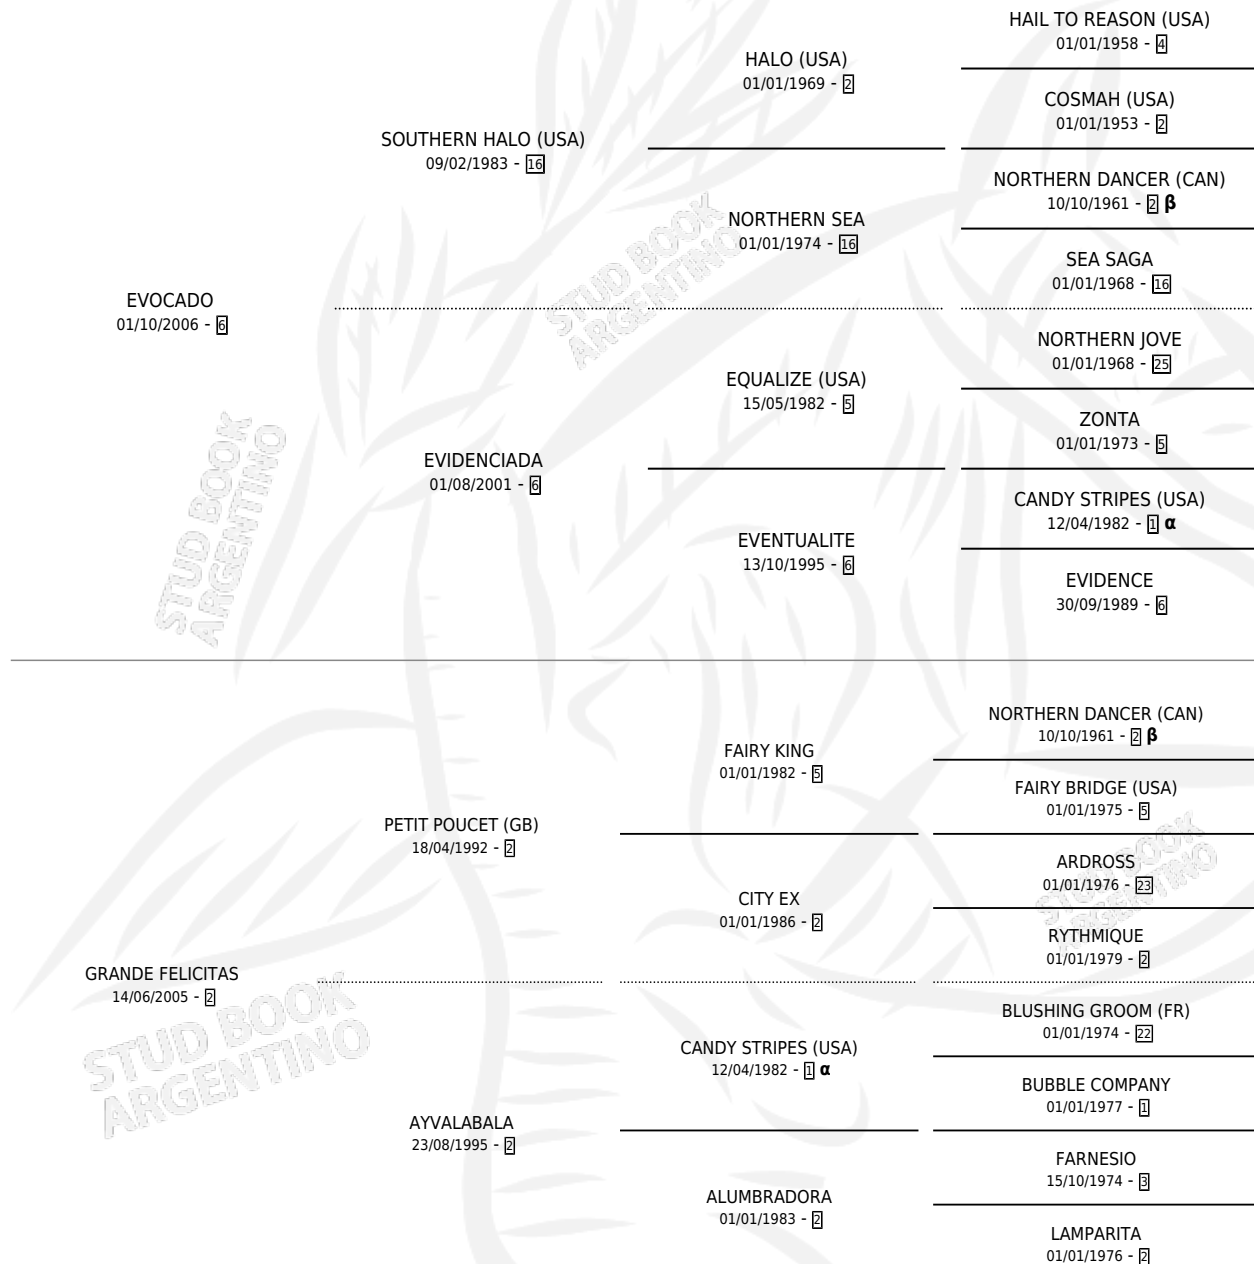 HAIL TO REASON (USA)
01/01/1958 - 4
HALO (USA)
01/01/1969 - 2
COSMAH (USA)
01/01/1953 - 2
SOUTHERN HALO (USA)
09/02/1983 - 16
NORTHERN DANCER (CAN)
10/10/1961 - 2 β
NORTHERN SEA
01/01/1974 - 16
SEA SAGA
01/01/1968 - 16
EVOCADO
01/10/2006 - 6
NORTHERN JOVE
01/01/1968 - 25
EQUALIZE (USA)
15/05/1982 - 5
ZONTA
01/01/1973 - 5
EVIDENCIADA
01/08/2001 - 6
CANDY STRIPES (USA)
12/04/1982 - 1 α
EVENTUALITE
13/10/1995 - 6
EVIDENCE
30/09/1989 - 6
STUD BOOK
ARGENTINO
STUD BOOK
ARGENTINO
NORTHERN DANCER (CAN)
10/10/1961 - 2 β
FAIRY KING
01/01/1982 - 5
FAIRY BRIDGE (USA)
01/01/1975 - 5
PETIT POUCET (GB)
18/04/1992 - 2
ARDROSS
01/01/1976 - 23
CITY EX
01/01/1986 - 2
RYTHMIQUE
01/01/1979 - 2
GRANDE FELICITAS
14/06/2005 - 2
BLUSHING GROOM (FR)
01/01/1974 - 22
CANDY STRIPES (USA)
12/04/1982 - 1 α
BUBBLE COMPANY
01/01/1977 - 1
AYVALABALA
23/08/1995 - 2
FARNESIO
15/10/1974 - 3
ALUMBRADORA
01/01/1983 - 2
LAMPARITA
01/01/1976 - 2
STUD BOOK
ARGENTINO
STUD BOOK
ARGENTINO